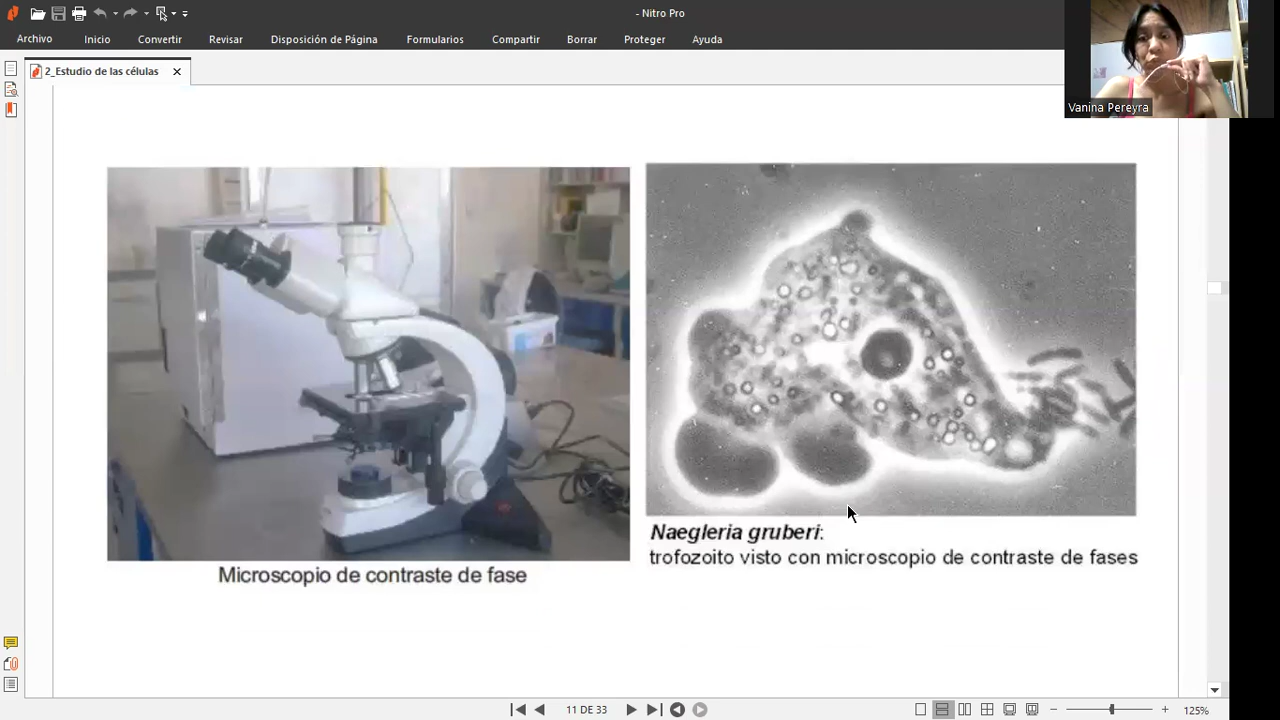 - Nitro Pro
Archivo Inicio Convertir Revisar Disposición de Página Formularios Compartir Borrar Proteger Ayuda
2_Estudio de las células
Vanina Pereyra
Microscopio de contraste de fase
Naegleria gruberi:
trofozoito visto con microscopio de contraste de fases
11 DE 33
125%